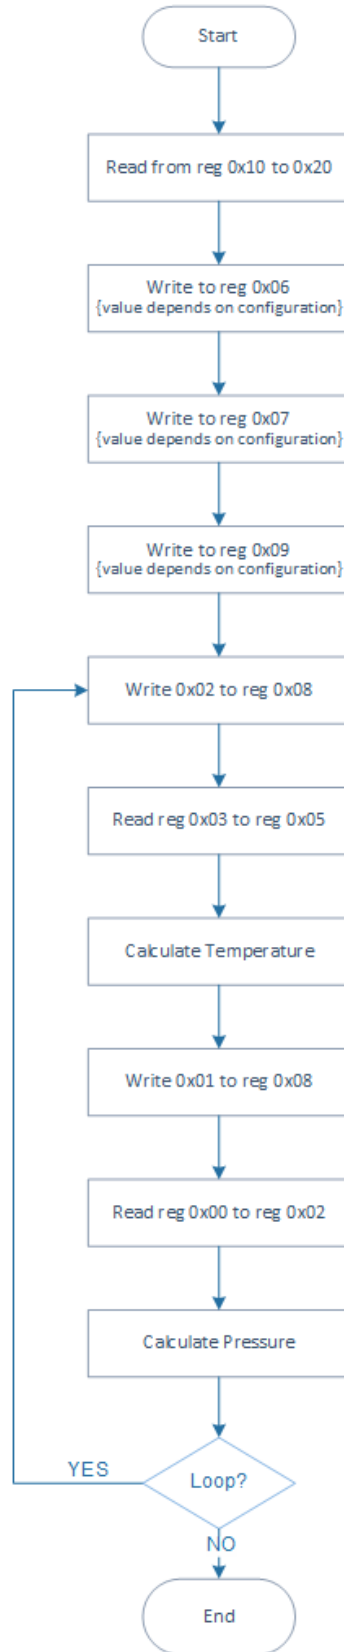 Start
Read from reg 0x10 to 0x20
Write to reg 0x06
{value depends on configuration}
Write to reg 0x07
{value depends on configuration}
Write to reg 0x09
{value depends on configuration}
Write 0x02 to reg 0x08
Read reg 0x03 to reg 0x05
Calculate Temperature
Write 0x01 to reg 0x08
Read reg 0x00 to reg 0x02
Calculate Pressure
YES
Loop?
NO
End